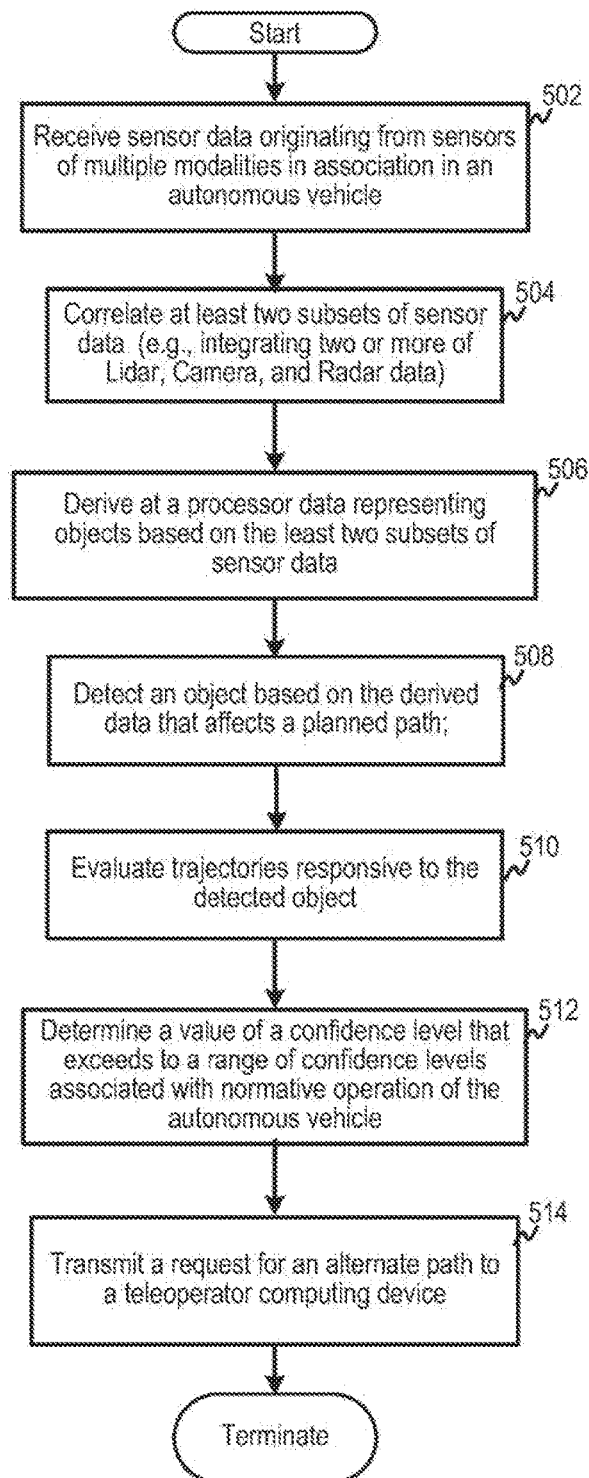 Start
502
Receive sensor data originating from sensors
of multiple modalities in association in an
autonomous vehicle
504
Correlate at least two subsets of sensor
data (e.g., integrating two or more of
Lidar, Camera, and Radar data)
506
Derive at a processor data representing
objects based on the least two subsets of
sensor data
508
Detect an object based on the derived
data that affects a planned path;
510
Evaluate trajectories responsive to the
detected object
512
Determine a value of a confidence level that
exceeds to a range of confidence levels
associated with normative operation of the
autonomous vehicle
514
Transmit a request for an alternate path to
a teleoperator computing device
Terminate